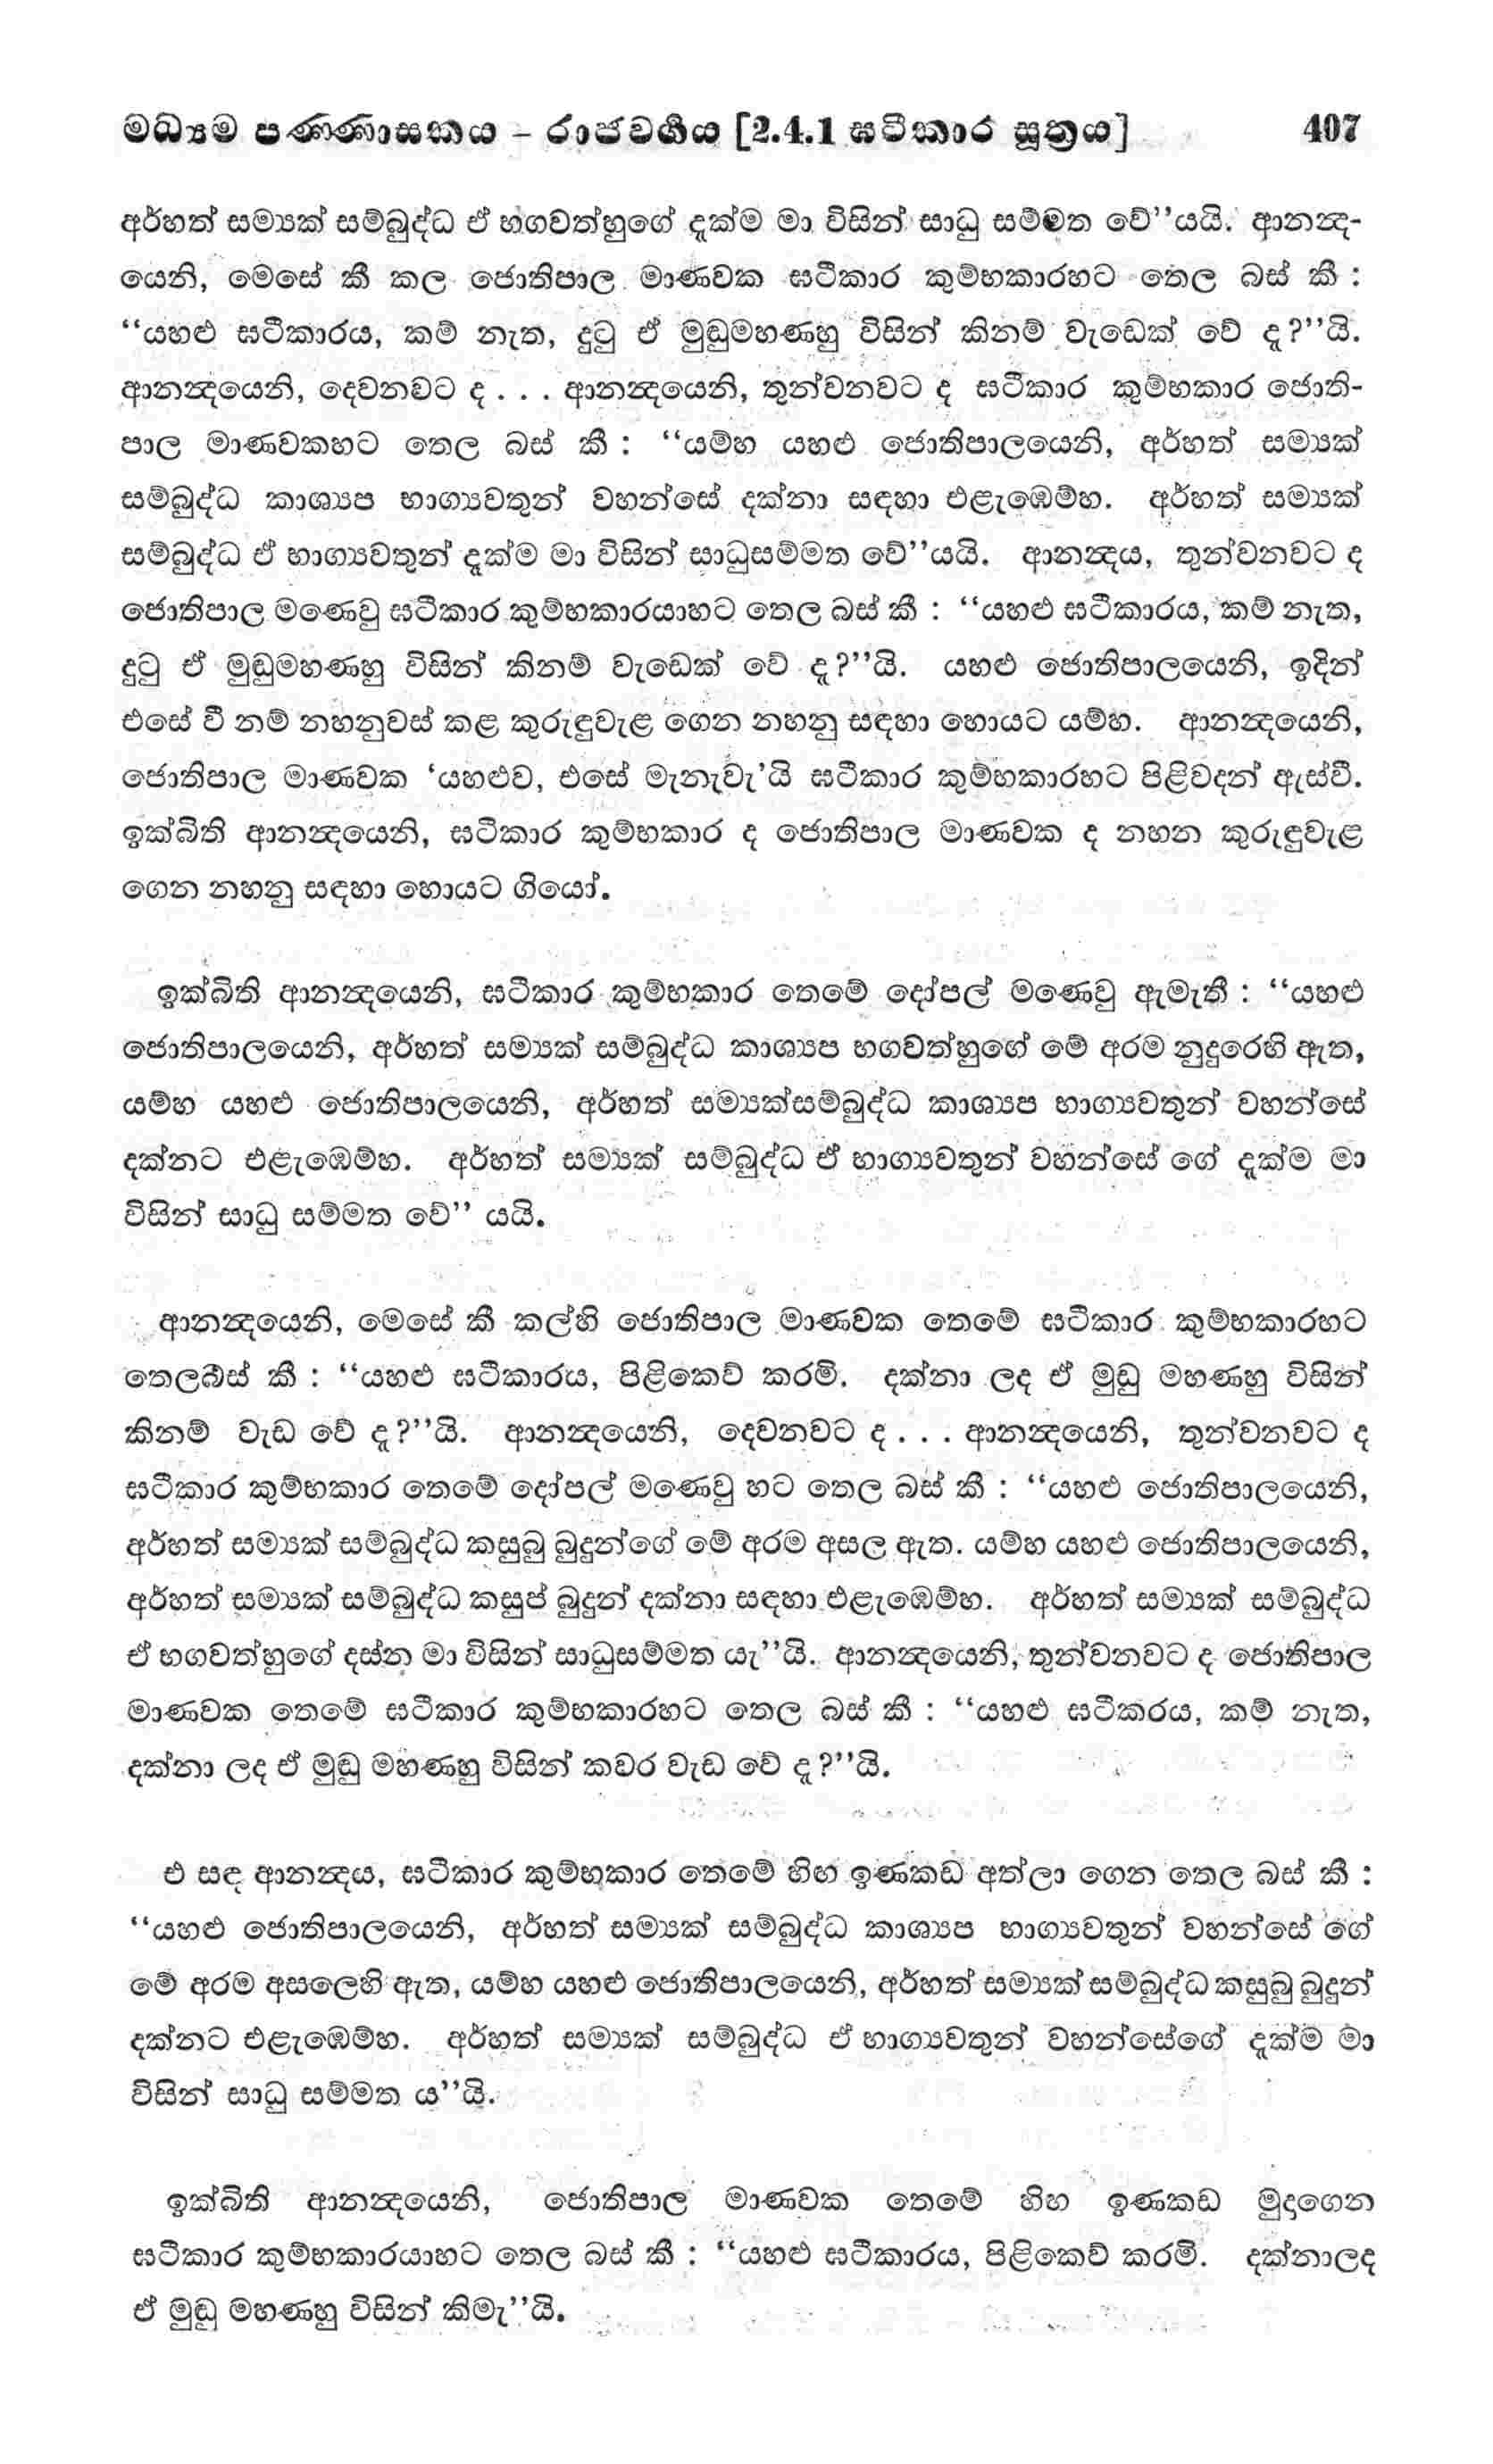 මධ්‍යම පණ්ණාසකය – රාජවර්ගය [2.4.1 ඝටීකාර සූත්‍රය] 407
අර්හත් සම්‍යක් සම්බුද්ධ ඒ භගවත්හුගේ දැක්ම මා විසින් සාධු සම්මත වේ’’යයි. ආනන්‍ද-
යෙනි, මෙසේ කී කල ජොතිපාල මාණවක ඝටීකාර කුම්භකාරහට තෙල බස් කී :
‘‘යහළු ඝටීකාරය, කම් නැත, දුටු ඒ මුඬුමහණහු විසින් කිනම් වැඩෙක් වේ දැ?’’යි.
ආනන්‍දයෙනි, දෙවනවට ද . . . ආනන්‍දයෙනි, තුන්වනවට ද ඝටීකාර කුම්භකාර ජොති-
පාල මාණවකහට තෙල බස් කී : ‘‘යම්හ යහළු ජොතිපාලයෙනි, අර්හත් සම්‍යක්
සම්බුද්ධ කාශ්‍යප භාග්‍යවතුන් වහන්සේ දක්නා සඳහා එළැඹෙම්හ. අර්හත් සම්‍යක්
සම්බුද්ධ ඒ භාග්‍යවතුන් දැක්ම මා විසින් සාධුසම්මත වේ’’යයි. ආනන්‍දය, තුන්වනවට ද
ජොතිපාල මණෙවු ඝටීකාර කුම්භකාරයාහට තෙල බස් කී : ‘‘යහළු ඝටීකාරය, කම් නැත,
දුටු ඒ මුඬුමහණහු විසින් කිනම් වැඩෙක් වේ දැ?’’යි. යහළු ජොතිපාලයෙනි, ඉදින්
එසේ වී නම් නහනුවස් කළ කුරුඳුවැළ ගෙන නහනු සඳහා හොයට යම්හ. ආනන්‍දයෙනි,
ජොතිපාල මාණවක ‘යහළුව, එසේ මැනැවැ’යි ඝටීකාර කුම්භකාරහට පිළිවදන් ඇස්වී.
ඉක්බිති ආනන්‍දයෙනි, ඝටීකාර කුම්භකාර ද ජොතිපාල මාණවක ද නහන කුරුඳුවැළ
ගෙන නහනු සඳහා හොයට ගියෝ.
ඉක්බිති ආනන්‍දයෙනි, ඝටීකාර කුම්භකාර තෙමේ දෝපල් මණෙවු ඇමැතී : ‘‘යහළු
ජොතිපාලයෙනි, අර්හත් සම්‍යක් සම්බුද්ධ කාශ්‍යප භගවත්හුගේ මේ අරම නුදුරෙහි ඇත,
යම්හ යහළු ජොතිපාලයෙනි, අර්හත් සම්‍යක්සම්බුද්ධ කාශ්‍යප භාග්‍යවතුන් වහන්සේ
දක්නට එළැඹෙම්හ. අර්හත් සම්‍යක් සම්බුද්ධ ඒ භාග්‍යවතුන් වහන්සේ ගේ දැක්ම මා
විසින් සාධු සම්මත වේ’’ යයි.
ආනන්‍දයෙනි, මෙසේ කී කල්හි ජොතිපාල මාණවක තෙමේ ඝටීකාර කුම්භකාරහට
තෙලබස් කී : ‘‘යහළු ඝටීකාරය, පිළිකෙව් කරමි. දක්නා ලද ඒ මුඩු මහණහු විසින්
කිනම් වැඩ වේ දැ?’’යි. ආනන්‍දයෙනි, දෙවනවට ද . . . ආනන්‍දයෙනි, තුන්වනවට ද
ඝටීකාර කුම්භකාර තෙමේ දෝපල් මණෙවු හට තෙල බස් කී : ‘‘යහළු ජොතිපාලයෙනි,
අර්හත් සම්‍යක් සම්බුද්ධ කසුබු බුදුන්ගේ මේ අරම අසල ඇත. යම්හ යහළු ජොතිපාලයෙනි,
අර්හත් සම්‍යක් සම්බුද්ධ කසුප් බුදුන් දක්නා සඳහා එළැඹෙම්හ. අර්හත් සම්‍යක් සම්බුද්ධ
ඒ භගවත්හුගේ දස්න මා විසින් සාධුසම්මත යැ’’යි. ආනන්‍දයෙනි, තුන්වනවට ද ජොතිපාල
මාණවක තෙමේ ඝටීකාර කුම්භකාරහට තෙල බස් කී : ‘‘යහළු ඝටීකරය, කම් නැත,
දක්නා ලද ඒ මුඬු මහණහු විසින් කවර වැඩ වේ දැ?’’යි.
එ සඳ ආනන්‍දය, ඝටීකාර කුම්භකාර තෙමේ හිඟ ඉණකඩ අත්ලා ගෙන තෙල බස් කී :
‘‘යහළු ජොතිපාලයෙනි, අර්හත් සම්‍යක් සම්බුද්ධ කාශ්‍යප භාග්‍යවතුන් වහන්සේ ගේ
මේ අරම අසලෙහි ඇත, යම්හ යහළු ජොතිපාලයෙනි, අර්හත් සම්‍යක් සම්බුද්ධ කසුබු බුදුන්
දක්නට එළැඹෙම්හ. අර්හත් සම්‍යක් සම්බුද්ධ ඒ භාග්‍යවතුන් වහන්සේගේ දැක්ම මා
විසින් සාධු සම්මත ය’’යි.
ඉක්බිති ආනන්‍දයෙනි, ජොතිපාල මාණවක තෙමේ හිඟ ඉණකඩ මුදාගෙන
ඝටීකාර කුම්භකාරයාහට තෙල බස් කී : ‘‘යහළු ඝටීකාරය, පිළිකෙව් කරමි. දක්නාලද
ඒ මුඬු මහණහු විසින් කිමැ’’යි.